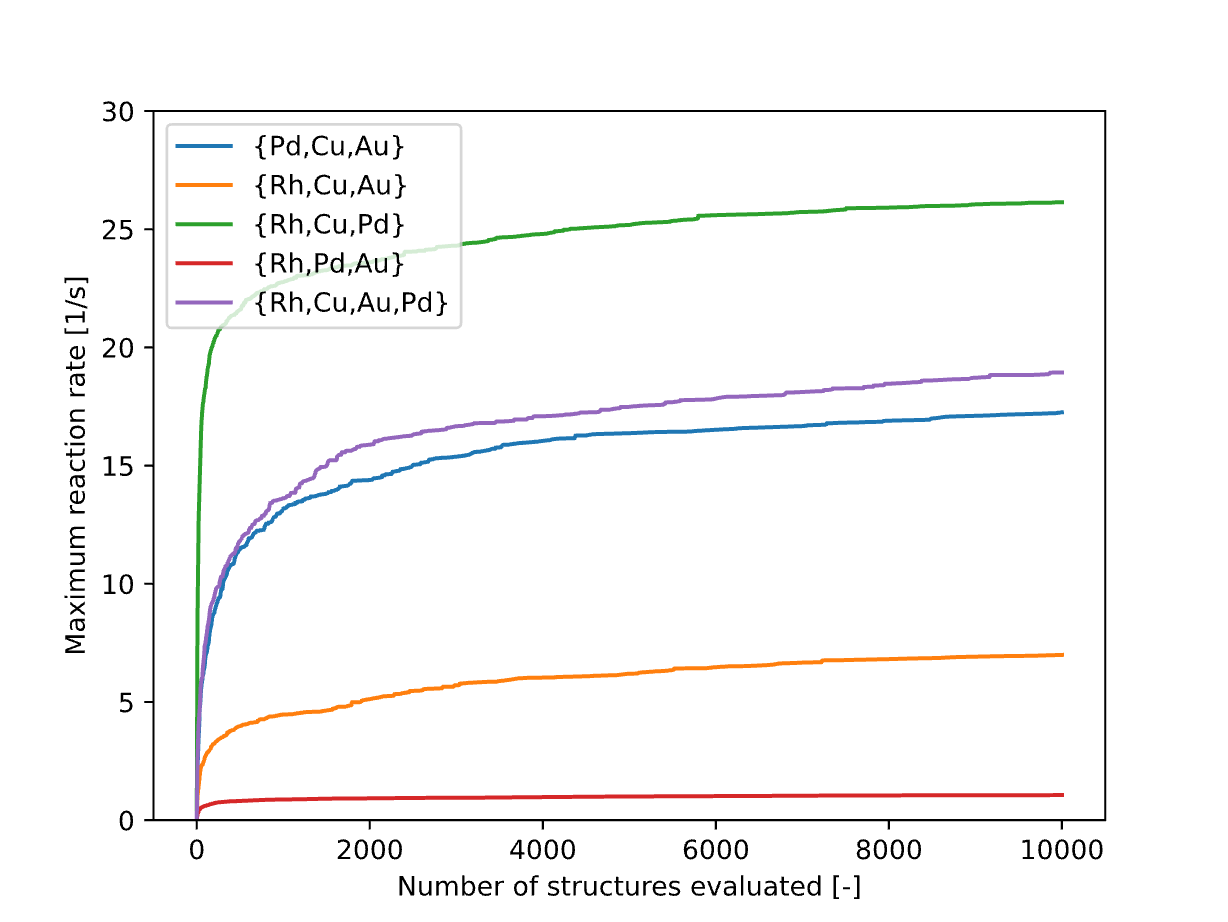 30
25
20
15
10
5
0
Maximum reaction rate [1/s]
{Pd,Cu,Au}
{Rh,Cu,Au}
{Rh,Cu,Pd}
{Rh,Pd,Au}
{Rh,Cu,Au,Pd}
0 2000 4000 6000 8000 10000
Number of structures evaluated [-]